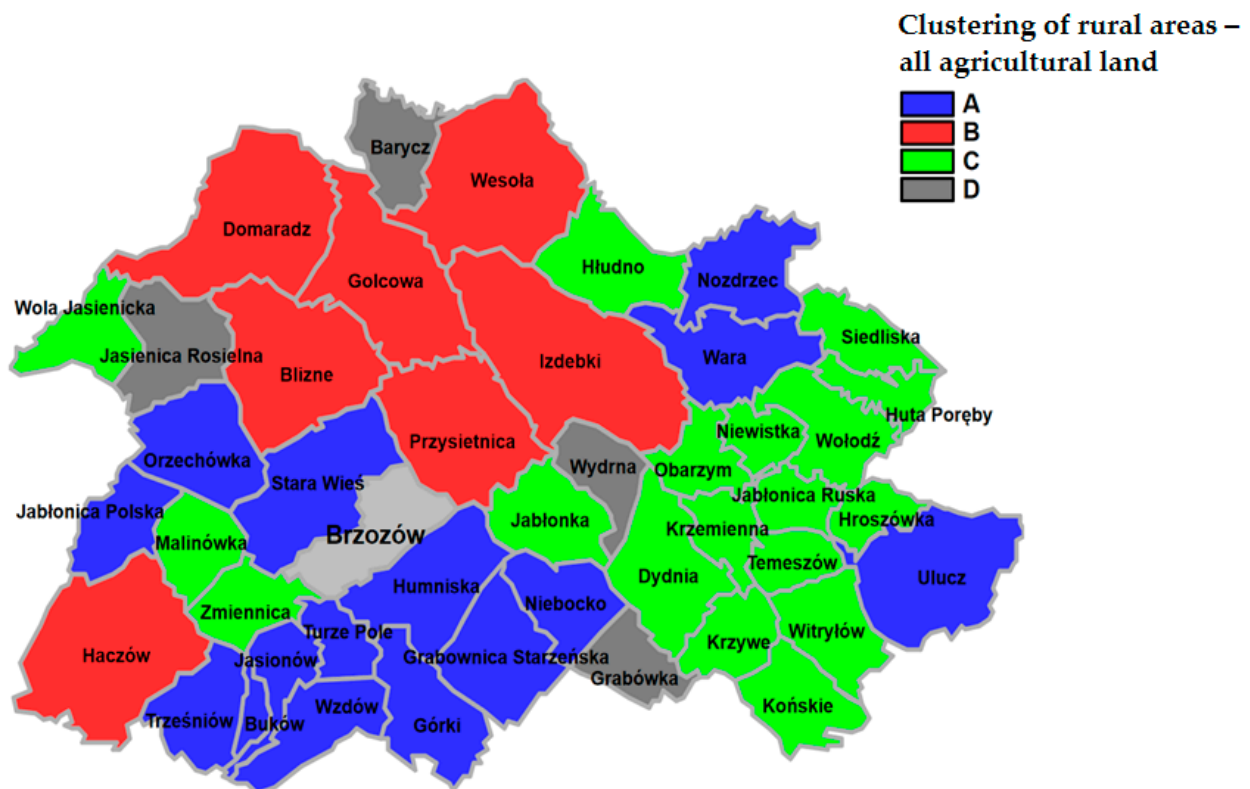 Clustering of rural areas –
all agricultural land
A
B
C
D
Barycz
Wesoła
Domaradz
Golcowa
Hłudno
Nozdrzec
Wola Jasienicka
Siedliska
Jasienica Rosielna
Blizne
Izdebki
Wara
Huta Poręby
Przysietnica
Niewistka
Wołodź
Orzechówka
Stara Wieś
Wydrna
Obarzym
Jabłonica Polska
Jabłonka
Jabłonica Ruska
Malinówka
Brzozów
Krzemienna
Hroszówka
Humniska
Dydnia
Temeszów
Ulucz
Zmiennica
Niebocko
Turze Pole
Krzywe
Witryłów
Haczów
Jasionów
Grabownica Starzeńska
Grabówka
Trześniów
Buków
Wzdów
Górki
Końskie